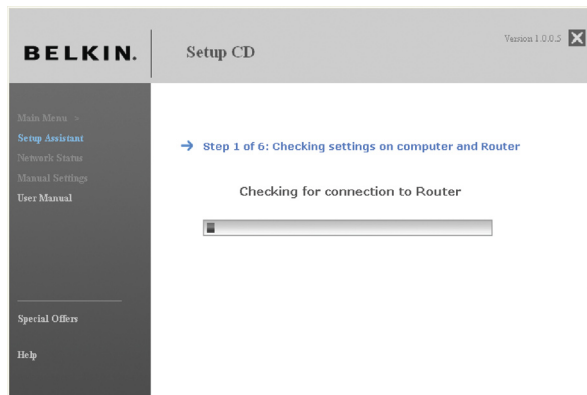 BELKIN.
Setup CD
Version 1.0.0.5
Main Menu >
Setup Assistant
Network Status
Manual Settings
User Manual
Special Offers
Help
Step 1 of 6: Checking settings on computer and Router
Checking for connection to Router